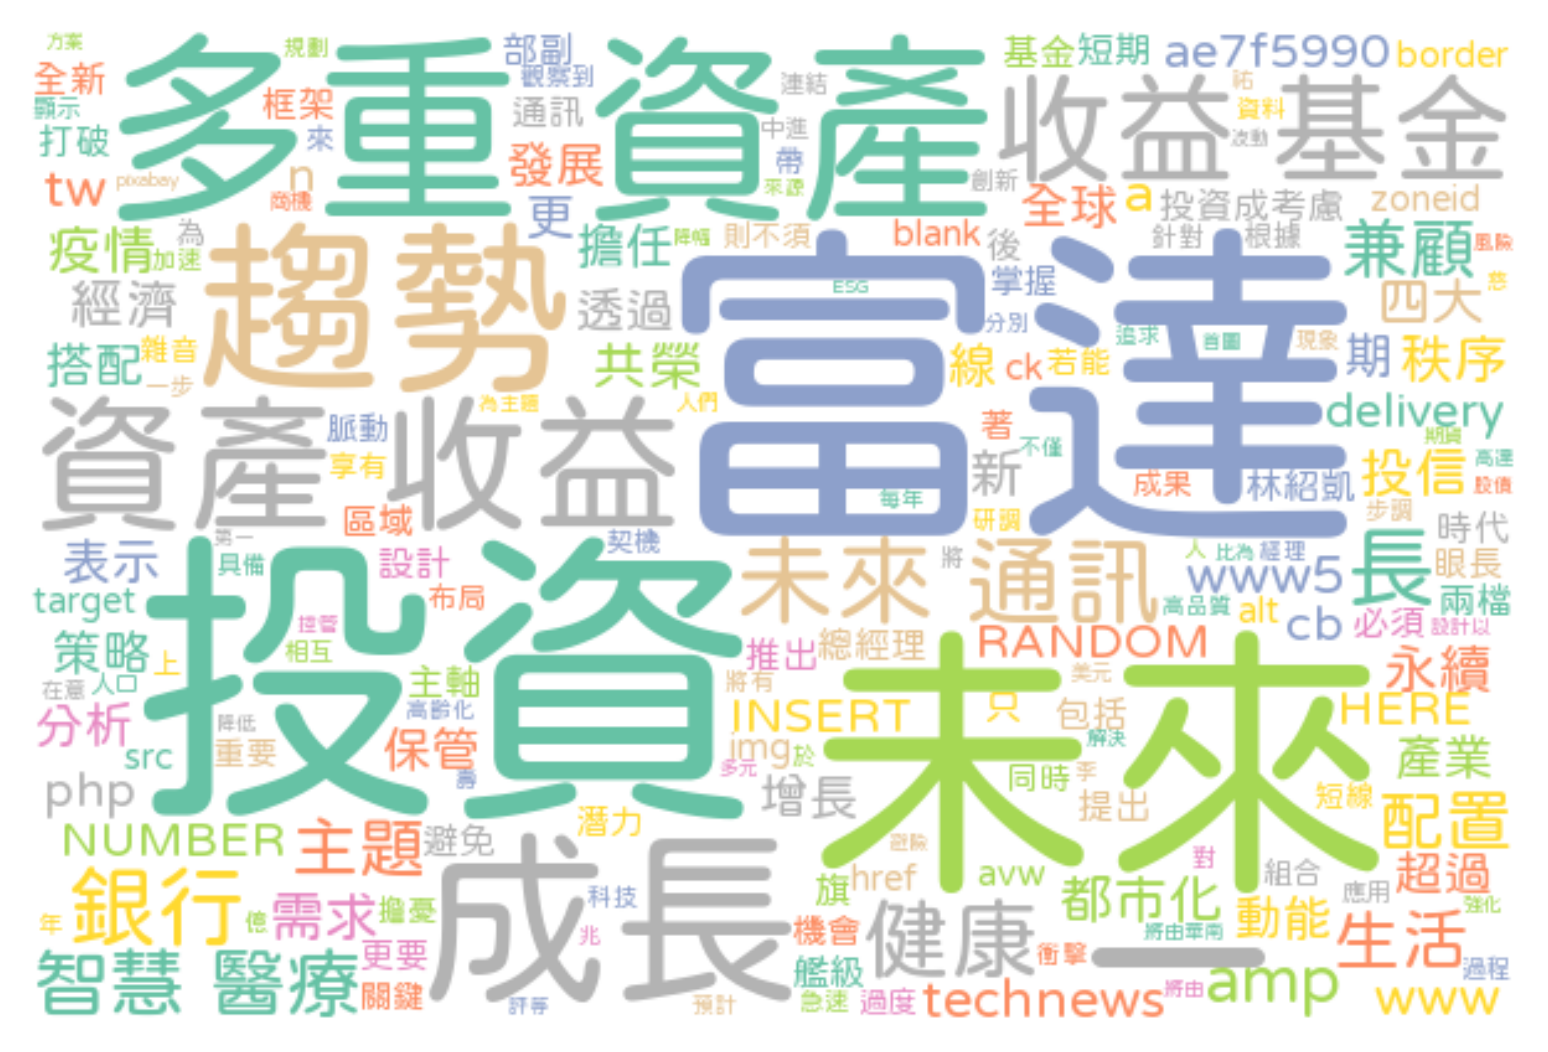 方案 規劃 部副 基金 短期 ae7f5990 border
全新 多重 資產 觀察到 連結 祐
顯示 框架 通訊 收益 基金 資料
打破 來 中進 波動
tw pixabay n 發展 帶 來源 創新 全球 a 投資成考慮 zoneid
商機 更 blank
疫情 為 擔任 降幅 則不須 後 針對 根據 兼顧 風險
加速 趨勢 富達 ESG 掌握 慈
經濟 透過 分別 四大
搭配 雜音 共榮 線 ck 若能 追求 首圖 現象 期 秩序
一步 為主題 人們 delivery
資產 收益 脈動 著 不僅 期貨
享有 新 成果 林紹凱 投信 高達
區域 每年 研調 步調 股債
第一 契機 時代
表示 具備 投資 設計 未來 將 通訊 人 比為 經理 長 眼長
target 布局 www5 兩檔
控管 高品質 alt cb 必須 設計以
策略 上 相互 推出 總經理 RANDOM
在意 人口 主軸 將有 未來 美元 永續
分析 降低 高齡化 INSERT 只 包括 HERE
src 重要 保管 img 於 解決 產業
php 壽 多元 增長 同時 李 提出 短線
NUMBER 主題 避免 潛力 避險 配置
銀行 成長 href avw 對 組合 超過
年 億 需求 擔憂 科技 旗 都市化 應用 強化
兆 機會 健康 將由華南 動能 生活
智慧 醫療 更要 艦級 衝擊 一 過程
關鍵 評等 預計 急速 過度 technews 將由 amp www